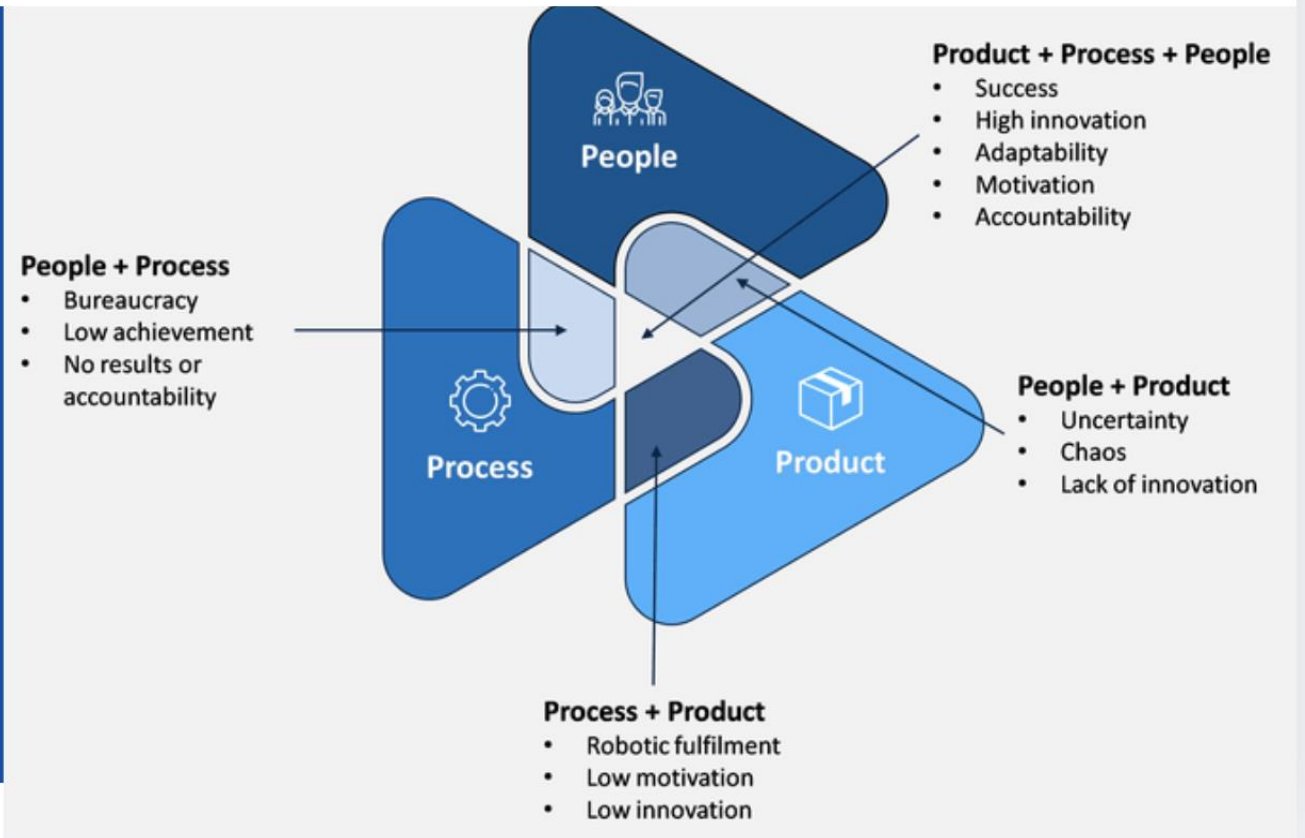 People
Product + Process + People
• Success
• High innovation
• Adaptability
• Motivation
• Accountability
People + Process
• Bureaucracy
• Low achievement
• No results or
accountability
Process
Product
People + Product
• Uncertainty
• Chaos
• Lack of innovation
Process + Product
• Robotic fulfilment
• Low motivation
• Low innovation